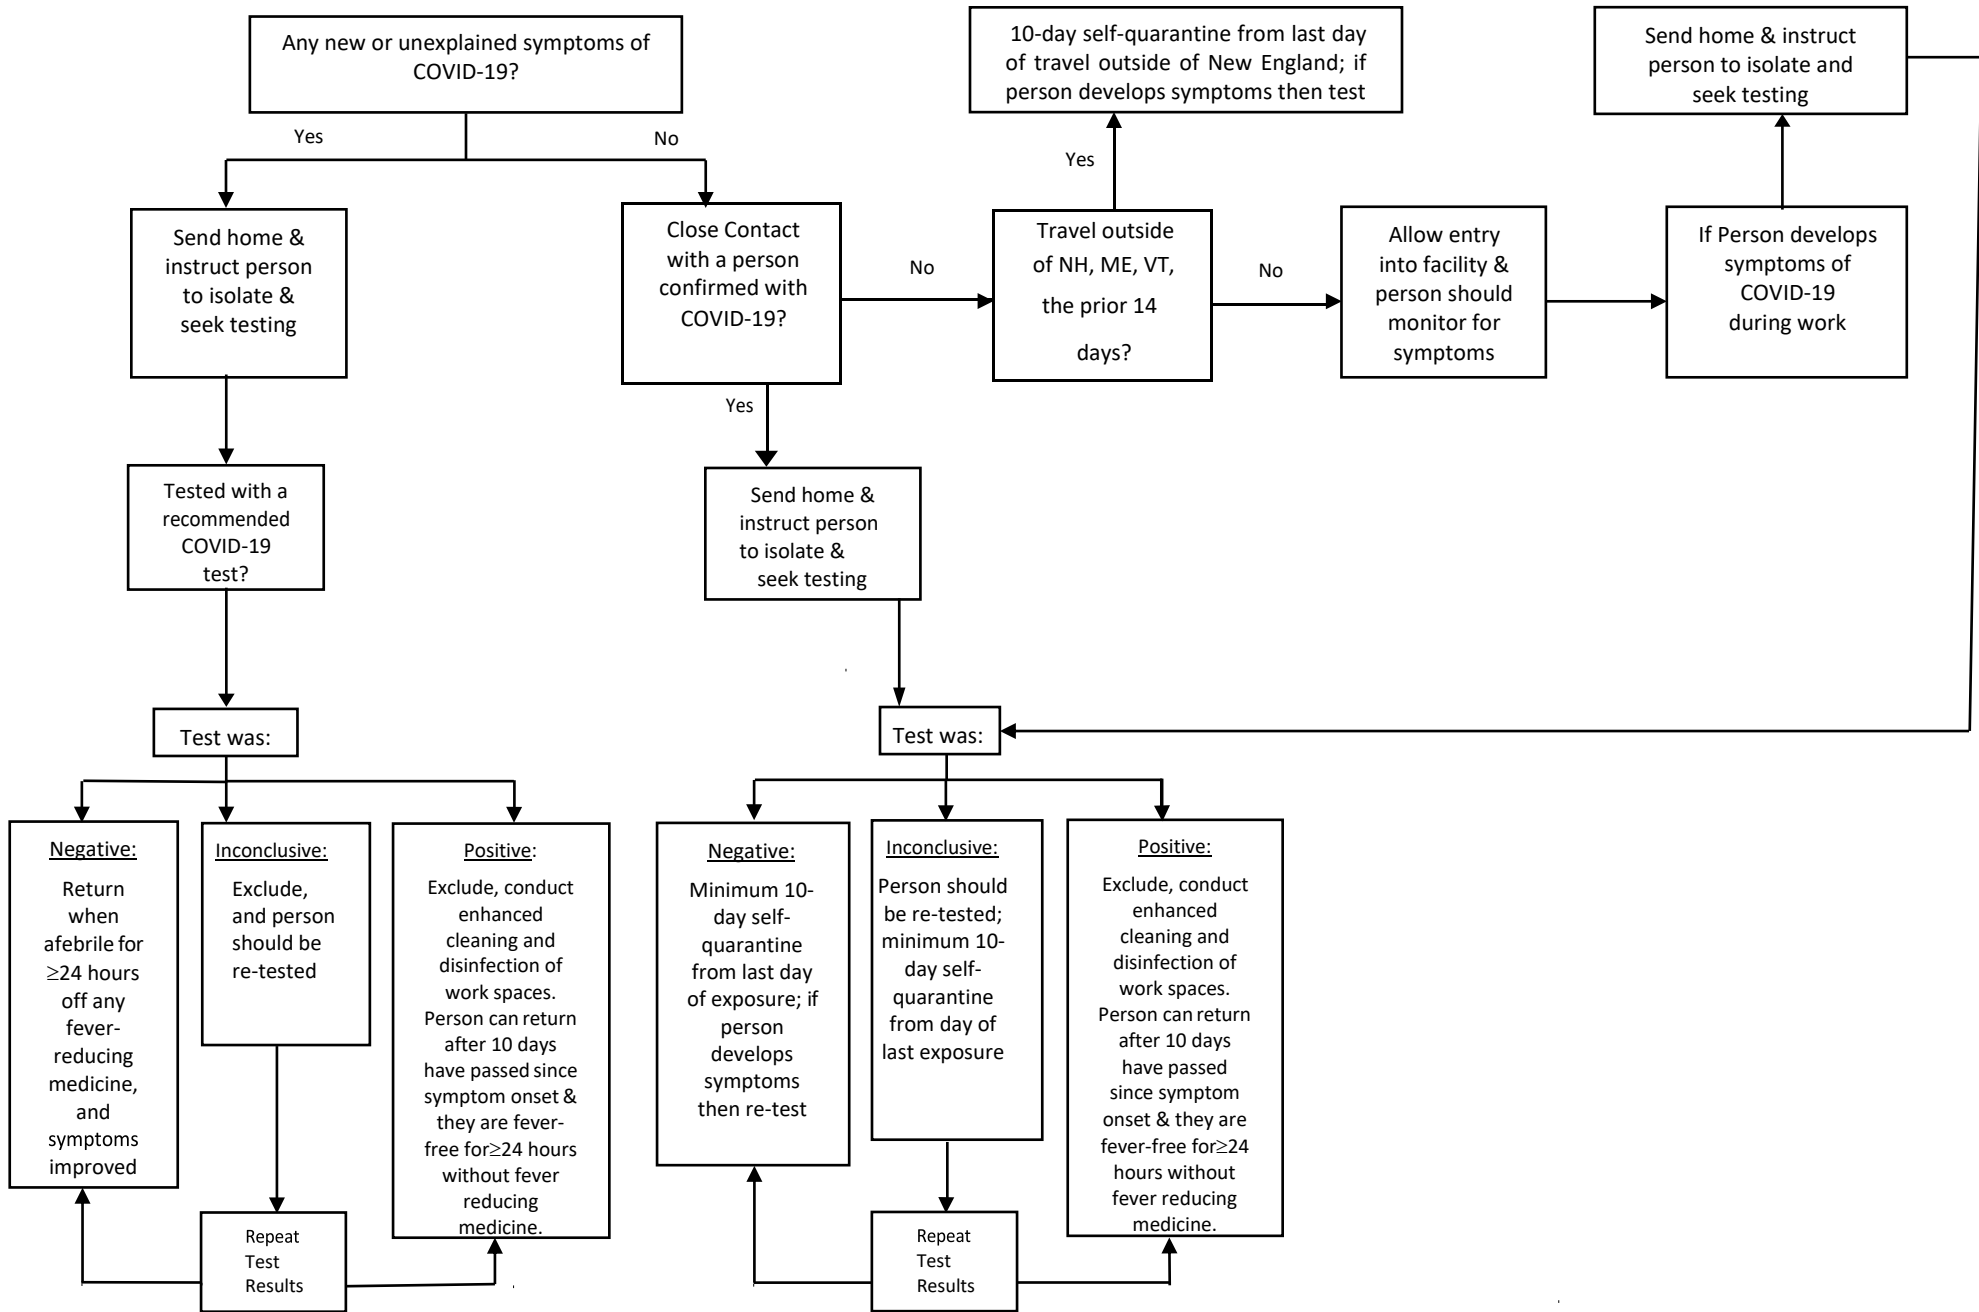 Any new or unexplained symptoms of
COVID-19?
10-day self-quarantine from last day
of travel outside of New England; if
person develops symptoms then test
Send home & instruct
person to isolate and
seek testing
Yes
No
Yes
Send home &
instruct person
to isolate &
seek testing
Close Contact
with a person
confirmed with
COVID-19?
No
Travel outside
of NH, ME, VT,
the prior 14
days?
No
Allow entry
into facility &
person should
monitor for
symptoms
If Person develops
symptoms of
COVID-19
during work
Yes
Tested with a
recommended
COVID-19
test?
Send home &
instruct person
to isolate &
seek testing
Test was:
Test was:
Negative:
Return
when
afebrile for
≥24 hours
off any
fever-
reducing
medicine,
and
symptoms
improved
Inconclusive:
Exclude,
and person
should be
re-tested
Positive:
Exclude, conduct
enhanced
cleaning and
disinfection of
work spaces.
Person can return
after 10 days
have passed since
symptom onset &
they are fever-
free for≥24 hours
without fever
reducing
medicine.
Repeat
Test
Results
Negative:
Minimum 10-
day self-
quarantine
from last day
of exposure; if
person
develops
symptoms
then re-test
Inconclusive:
Person should
be re-tested;
minimum 10-
day self-
quarantine
from day of
last exposure
Positive:
Exclude, conduct
enhanced
cleaning and
disinfection of
work spaces.
Person can return
after 10 days
have passed
since symptom
onset & they are
fever-free for≥24
hours without
fever reducing
medicine.
Repeat
Test
Results